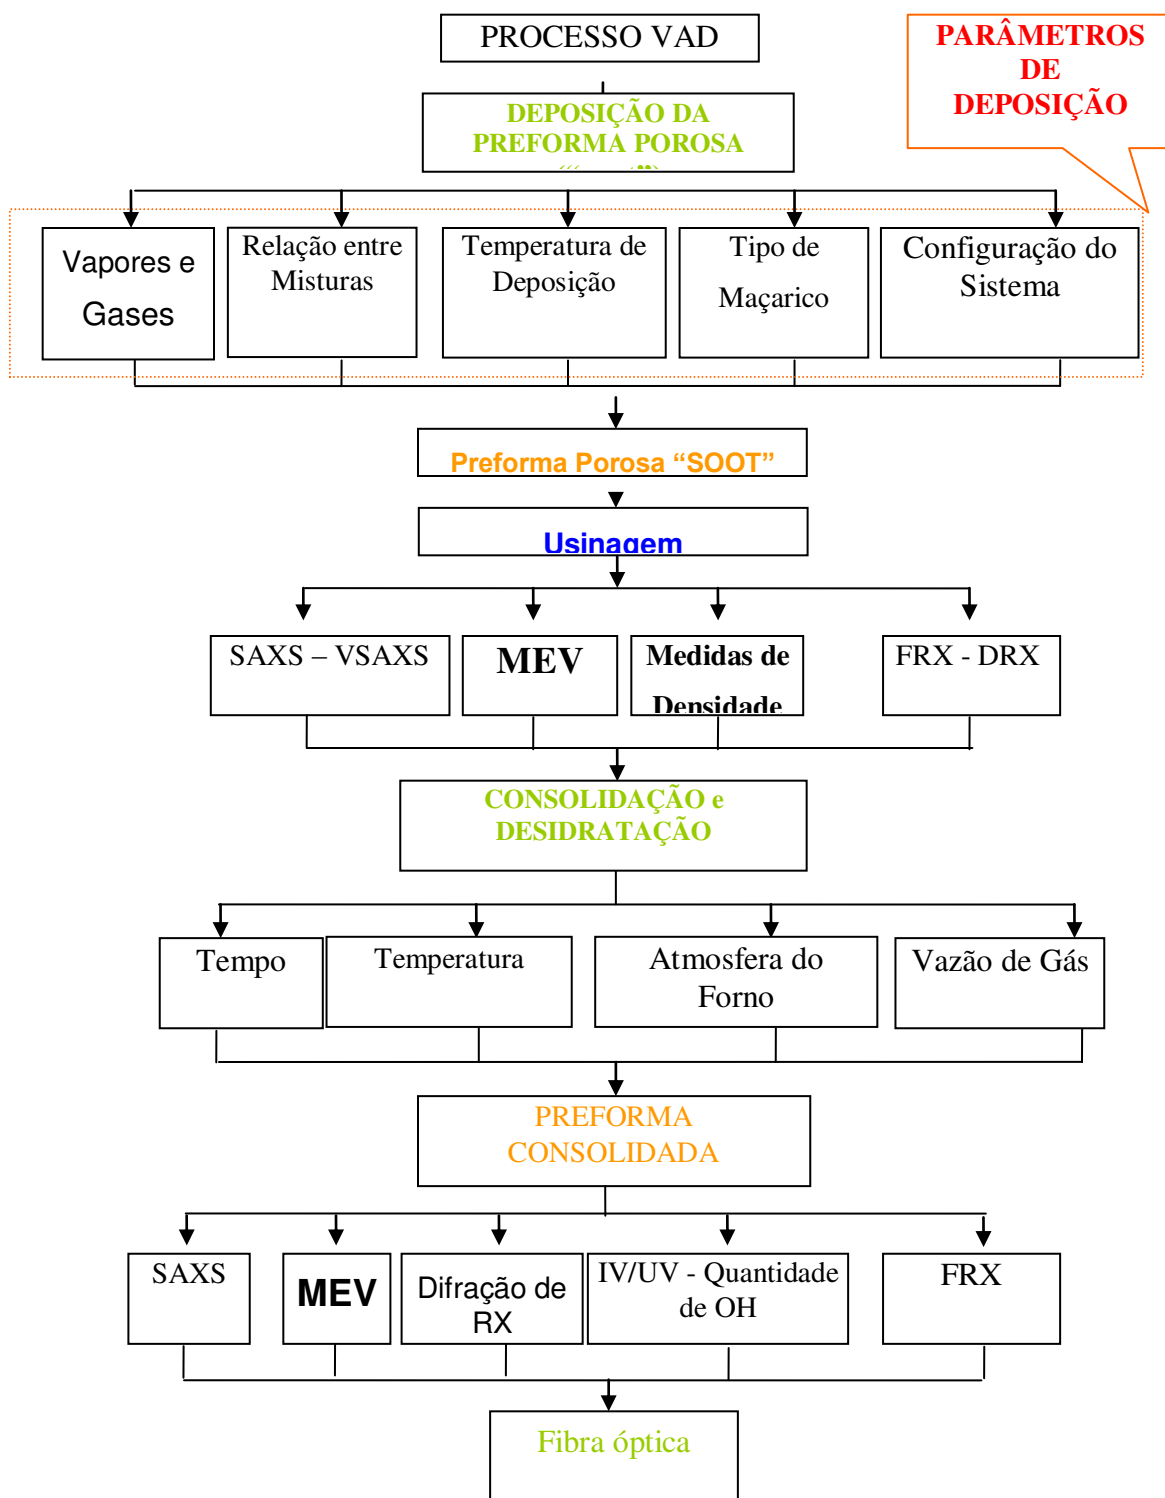 PROCESSO VAD
PARÂMETROS
DE
DEPOSIÇÃO
DEPOSIÇÃO DA
PREFORMA POROSA
Vapores e
Gases
Relação entre
Misturas
Temperatura de
Deposição
Tipo de
Maçarico
Configuração do
Sistema
Preforma Porosa “SOOT”
Usinagem
SAXS – VSAXS
MEV
Medidas de
Densidade
FRX - DRX
CONSOLIDAÇÃO e
DESIDRATAÇÃO
Tempo
Temperatura
Atmosfera do
Forno
Vazão de Gás
PREFORMA
CONSOLIDADA
SAXS
MEV
Difração de
RX
IV/UV - Quantidade
de OH
FRX
Fibra óptica